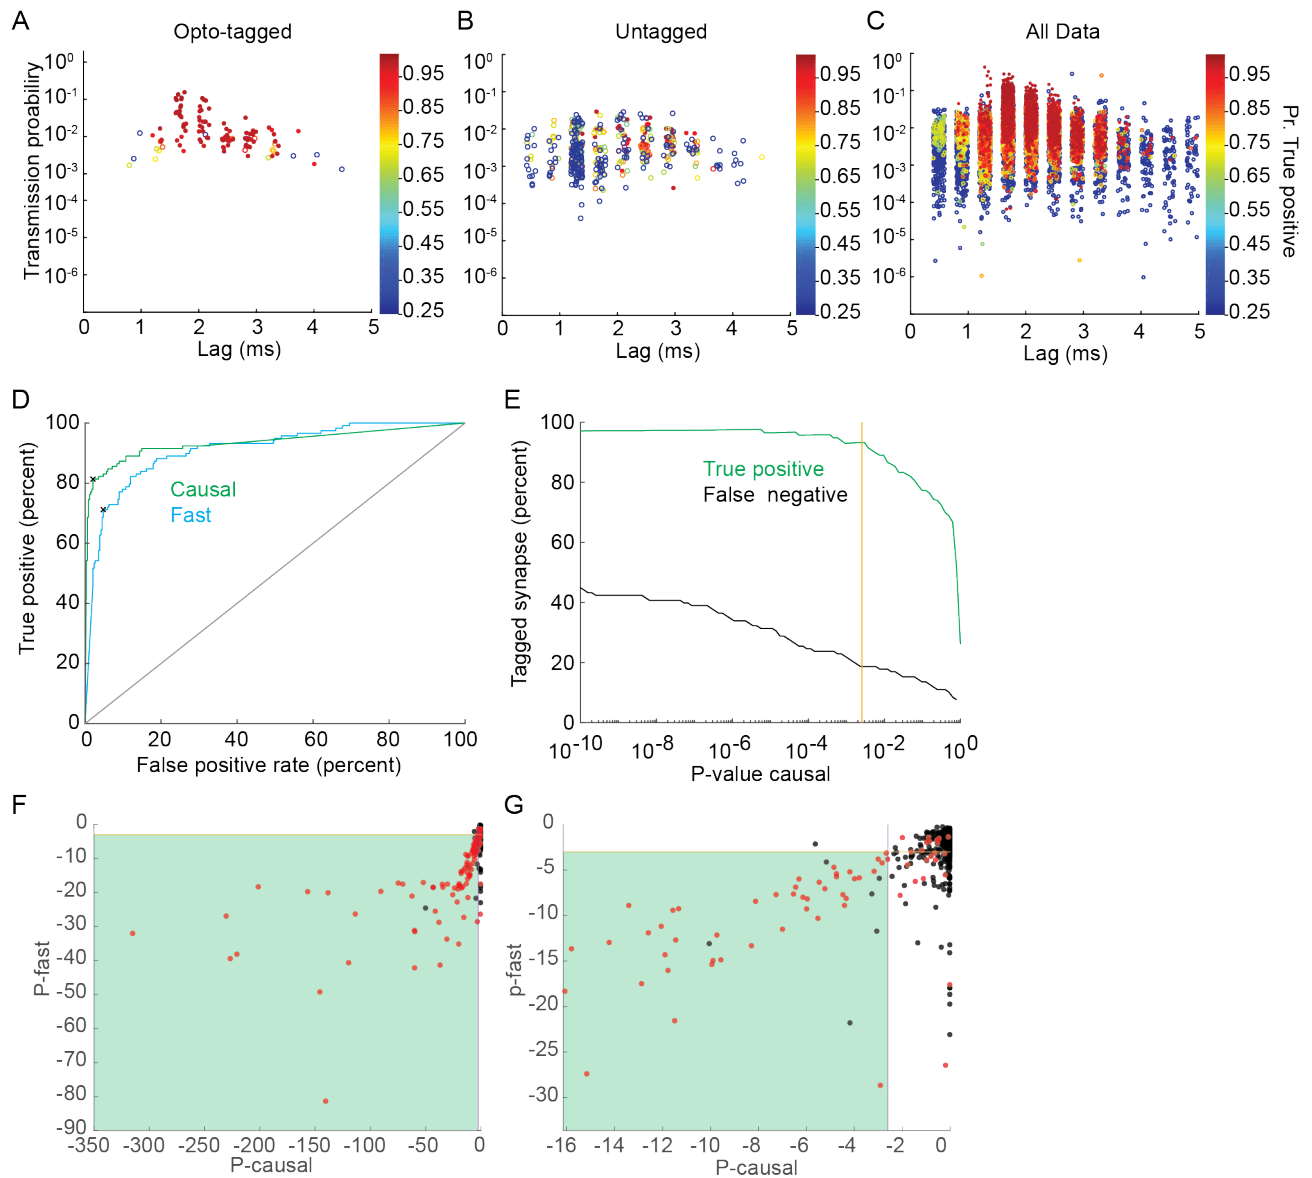 A
Opto-tagged
Transmission proabiliry
10^0
10^-1
10^-2
10^-3
10^-4
10^-5
10^-6
0 1 2 3 4 5
Lag (ms)
0.95
0.85
0.75
0.65
0.55
0.45
0.35
0.25
B
Untagged
10^0
10^-1
10^-2
10^-3
10^-4
10^-5
10^-6
0 1 2 3 4 5
Lag (ms)
0.95
0.85
0.75
0.65
0.55
0.45
0.35
0.25
C
All Data
10^0
10^-1
10^-2
10^-3
10^-4
10^-5
10^-6
0 1 2 3 4 5
Lag (ms)
0.95
0.85
0.75
0.65
0.55
0.45
0.35
0.25
Pr. True positive
D
True positive (percent)
100
80
60
40
20
0
Causal
Fast
0 20 40 60 80 100
False positive rate (percent)
E
Tagged synapse (percent)
100
80
60
40
20
0
True positive
False negative
10^-10 10^-8 10^-6 10^-4 10^-2 10^0
P-value causal
F
P-fast
0
-10
-20
-30
-40
-50
-60
-70
-80
-90
-350 -300 -250 -200 -150 -100 -50 0
P-causal
G
p-fast
0
-5
-10
-15
-20
-25
-30
-16 -14 -12 -10 -8 -6 -4 -2 0
P-causal